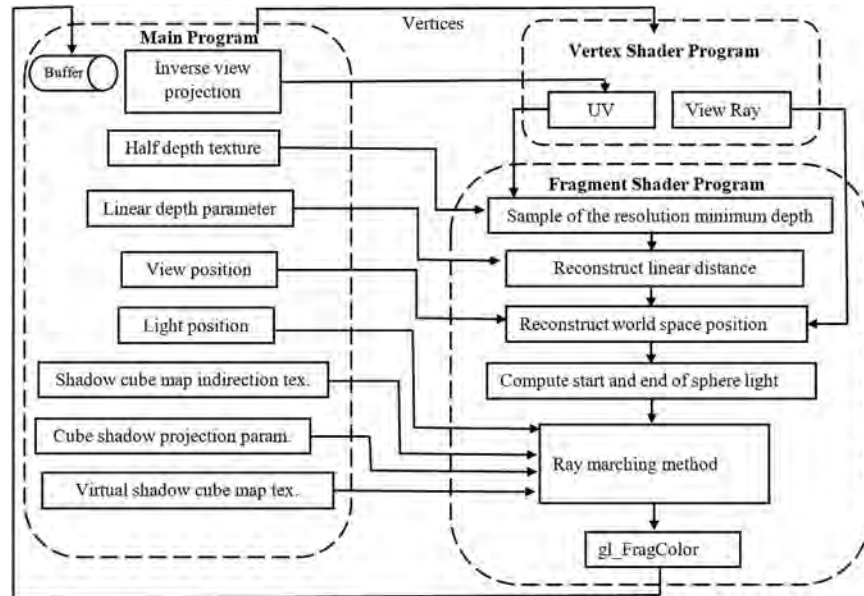 Vertices
Main Program
Buffer
Inverse view
projection
Half depth texture
Linear depth parameter
View position
Light position
Shadow cube map indirection tex.
Cube shadow projection param.
Virtual shadow cube map tex.
Vertex Shader Program
UV
View Ray
Fragment Shader Program
Sample of the resolution minimum depth
Reconstruct linear distance
Reconstruct world space position
Compute start and end of sphere light
Ray marching method
gl_FragColor